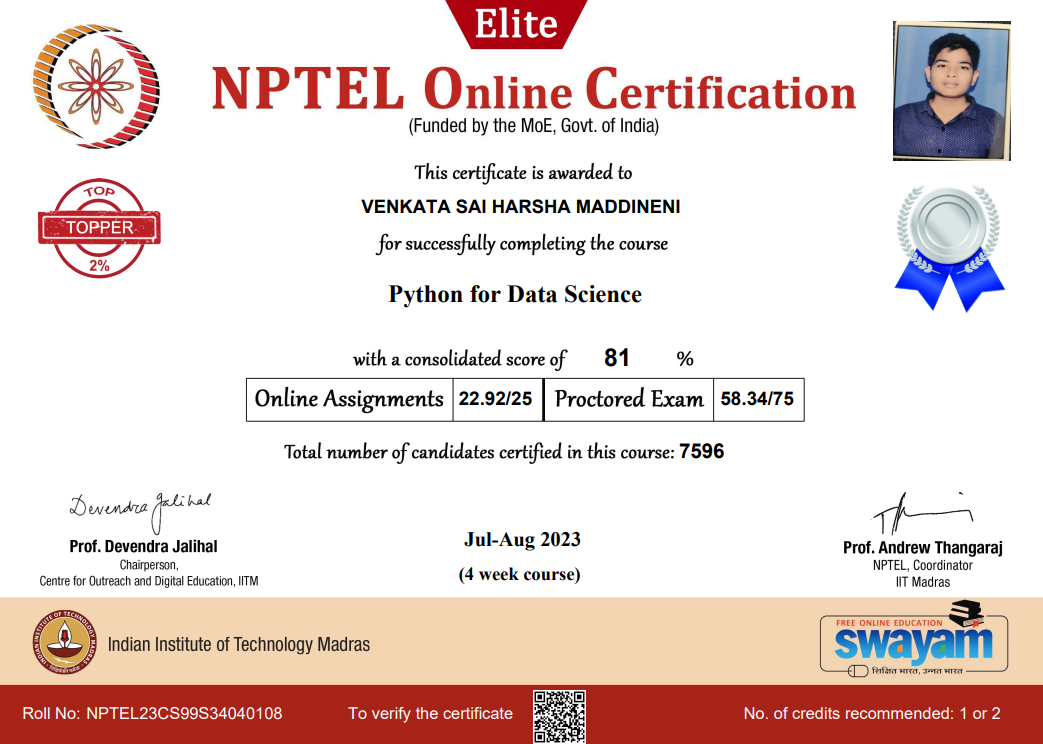 Elite
NPTEL Online Certification
(Funded by the MoE, Govt. of India)
This certificate is awarded to
VENKATA SAI HARSHA MADDINENI
for successfully completing the course
TOP
TOPPER
2%
Python for Data Science
with a consolidated score of 81 %
Online Assignments 22.92/25 Proctored Exam 58.34/75
Total number of candidates certified in this course: 7596
Devendra Jalihal
Prof. Devendra Jalihal
Chairperson,
Centre for Outreach and Digital Education, IITM
Jul-Aug 2023
(4 week course)
Prof. Andrew Thangaraj
NPTEL, Coordinator
IIT Madras
INDIAN INSTITUTE OF TECHNOLOGY MADRAS
Indian Institute of Technology Madras
FREE ONLINE EDUCATION
swayam
शिक्षित भारत, उन्नत भारत
Roll No: NPTEL23CS99S34040108
To verify the certificate
No. of credits recommended: 1 or 2